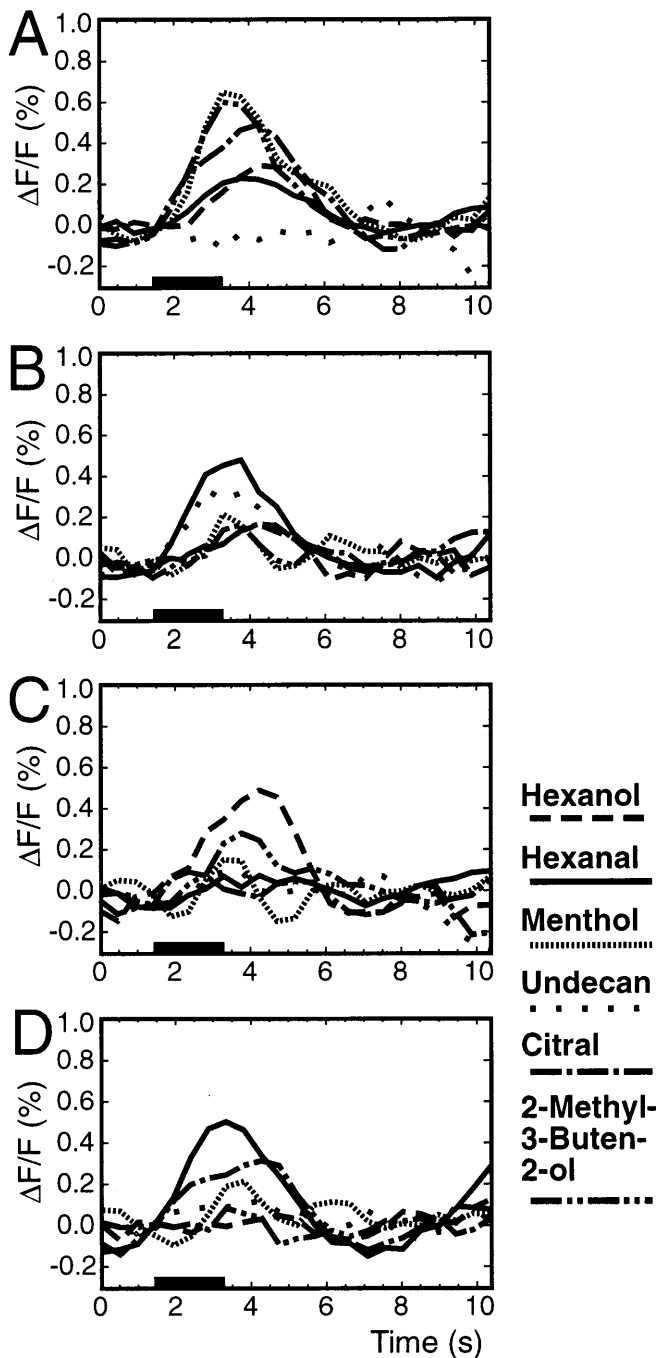 A
ΔF/F (%)
1.0
0.8
0.6
0.4
0.2
0.0
-0.2
0 2 4 6 8 10
B
ΔF/F (%)
1.0
0.8
0.6
0.4
0.2
0.0
-0.2
0 2 4 6 8 10
C
ΔF/F (%)
1.0
0.8
0.6
0.4
0.2
0.0
-0.2
0 2 4 6 8 10
D
ΔF/F (%)
1.0
0.8
0.6
0.4
0.2
0.0
-0.2
0 2 4 6 8 10
Time (s)
Hexanol
Hexanal
Menthol
Undecan
Citral
2-Methyl-
3-Buten-
2-ol